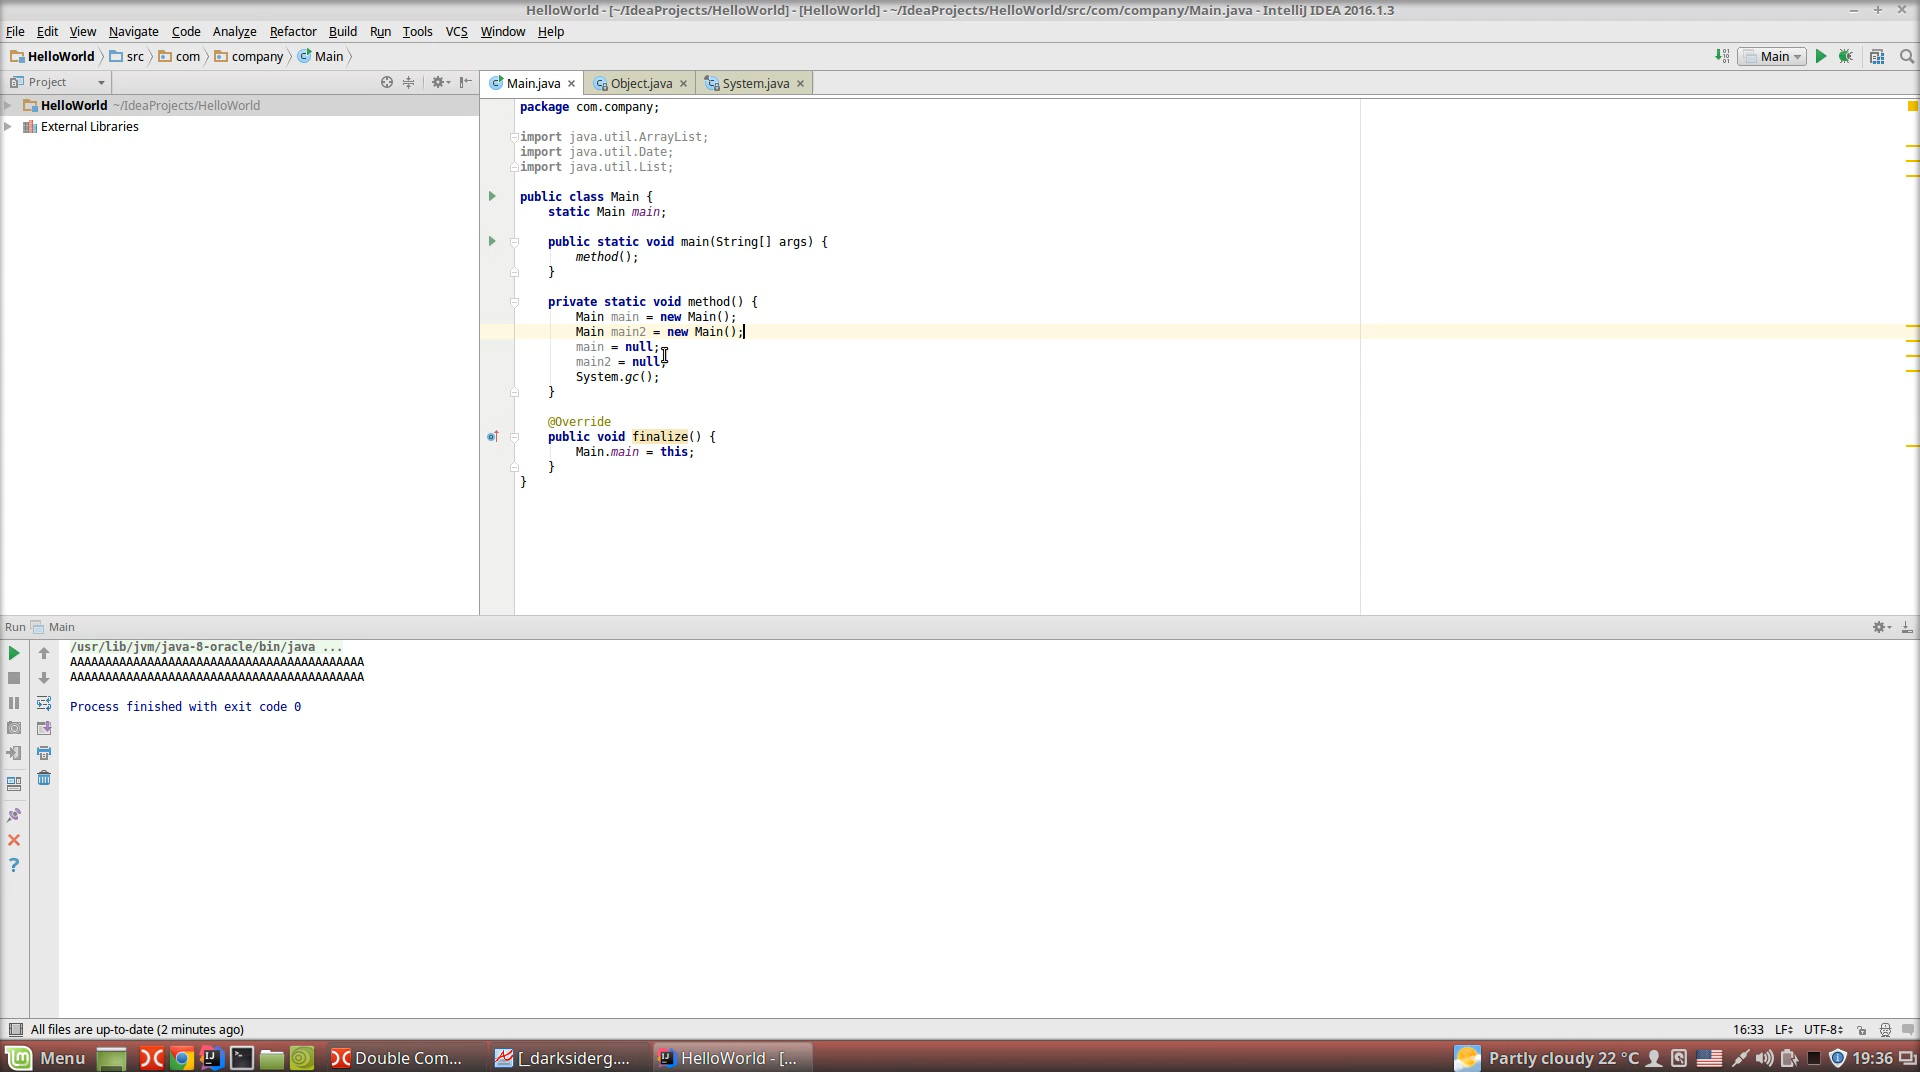 HelloWorld - [~/IdeaProjects/HelloWorld] - [HelloWorld] - ~/IdeaProjects/HelloWorld/src/com/company/Main.java - IntelliJ IDEA 2016.1.3
File Edit View Navigate Code Analyze Refactor Build Run Tools VCS Window Help
HelloWorld src com company Main Main
Project Main.java Object.java System.java
HelloWorld ~/IdeaProjects/HelloWorld
External Libraries
package com.company;
import java.util.ArrayList;
import java.util.Date;
import java.util.List;
public class Main {
static Main main;
public static void main(String[] args) {
method();
}
private static void method() {
Main main = new Main();
Main main2 = new Main();
main = null;
main2 = null;
System.gc();
}
@Override
public void finalize() {
Main.main = this;
}
}
Run Main
/usr/lib/jvm/java-8-oracle/bin/java ...
AAAAAAAAAAAAAAAAAAAAAAAAAAAAAAAAAAAAAAAAAA
AAAAAAAAAAAAAAAAAAAAAAAAAAAAAAAAAAAAAAAAAA
Process finished with exit code 0
All files are up-to-date (2 minutes ago) 16:33 LF UTF-8
Menu Double Com... [_darksiderg.... HelloWorld - [... Partly cloudy 22 °C 19:36